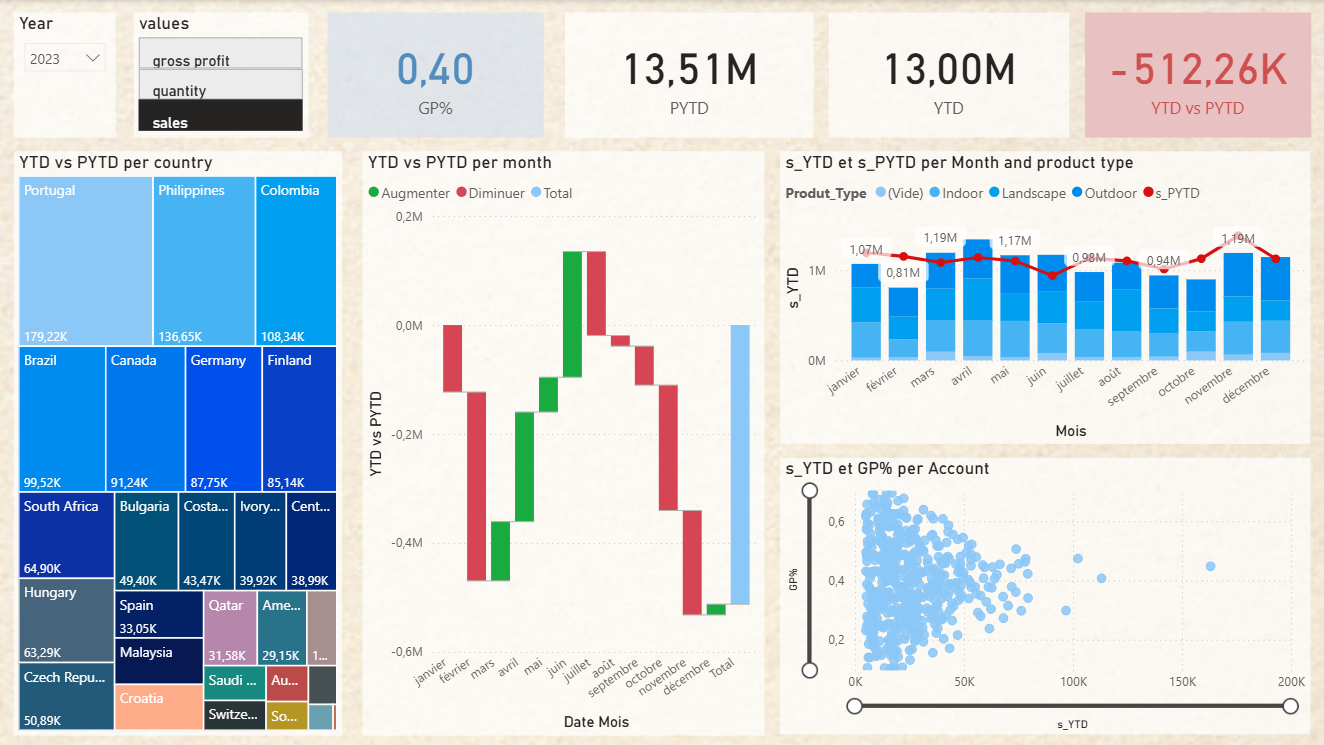 Year
2023
values
gross profit
quantity
sales
0,40
GP%
13,51M
PYTD
13,00M
YTD
-512,26K
YTD vs PYTD
YTD vs PYTD per country
Portugal
179,22K
Philippines
136,65K
Colombia
108,34K
Brazil
99,52K
Canada
91,24K
Germany
87,75K
Finland
85,14K
South Africa
64,90K
Bulgaria
49,40K
Costa...
43,47K
Ivory...
39,92K
Cent...
38,99K
Hungary
63,29K
Spain
33,05K
Qatar
31,58K
Ame...
29,15K
1...
Malaysia
Czech Repu...
50,89K
Croatia
Saudi ...
Au...
Switze...
So...
YTD vs PYTD per month
Augmenter Diminuer Total
YTD vs PYTD
0,2M
0,0M
-0,2M
-0,4M
-0,6M
janvier
février
mars
avril
mai
juin
juillet
août
septembre
octobre
novembre
décembre
Total
Date Mois
s_YTD et s_PYTD per Month and product type
Produt_Type (Vide) Indoor Landscape Outdoor s_PYTD
s_YTD
1M
0M
1,07M
0,81M
1,19M
1,17M
0,98M
0,94M
1,19M
janvier
février
mars
avril
mai
juin
juillet
août
septembre
octobre
novembre
décembre
Mois
s_YTD et GP% per Account
GP%
0,6
0,4
0,2
0K 50K 100K 150K 200K
s_YTD